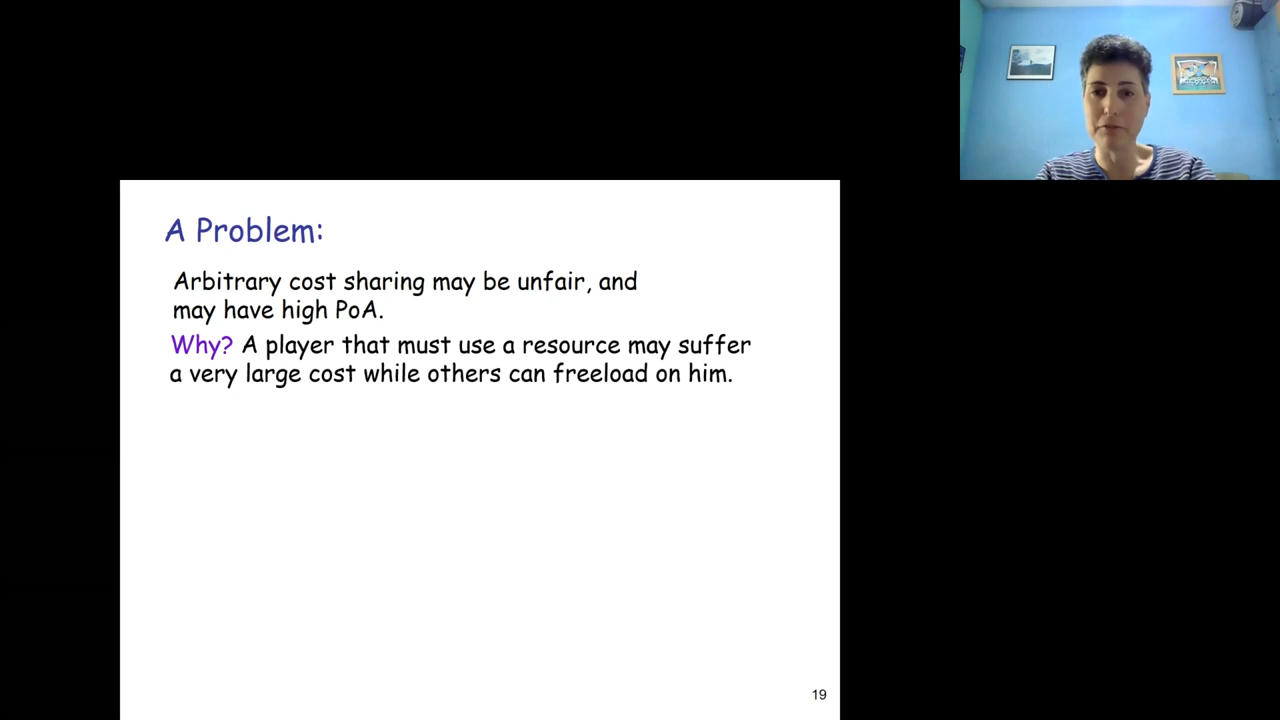 A Problem:
Arbitrary cost sharing may be unfair, and
may have high PoA.
Why? A player that must use a resource may suffer
a very large cost while others can freeload on him.
19